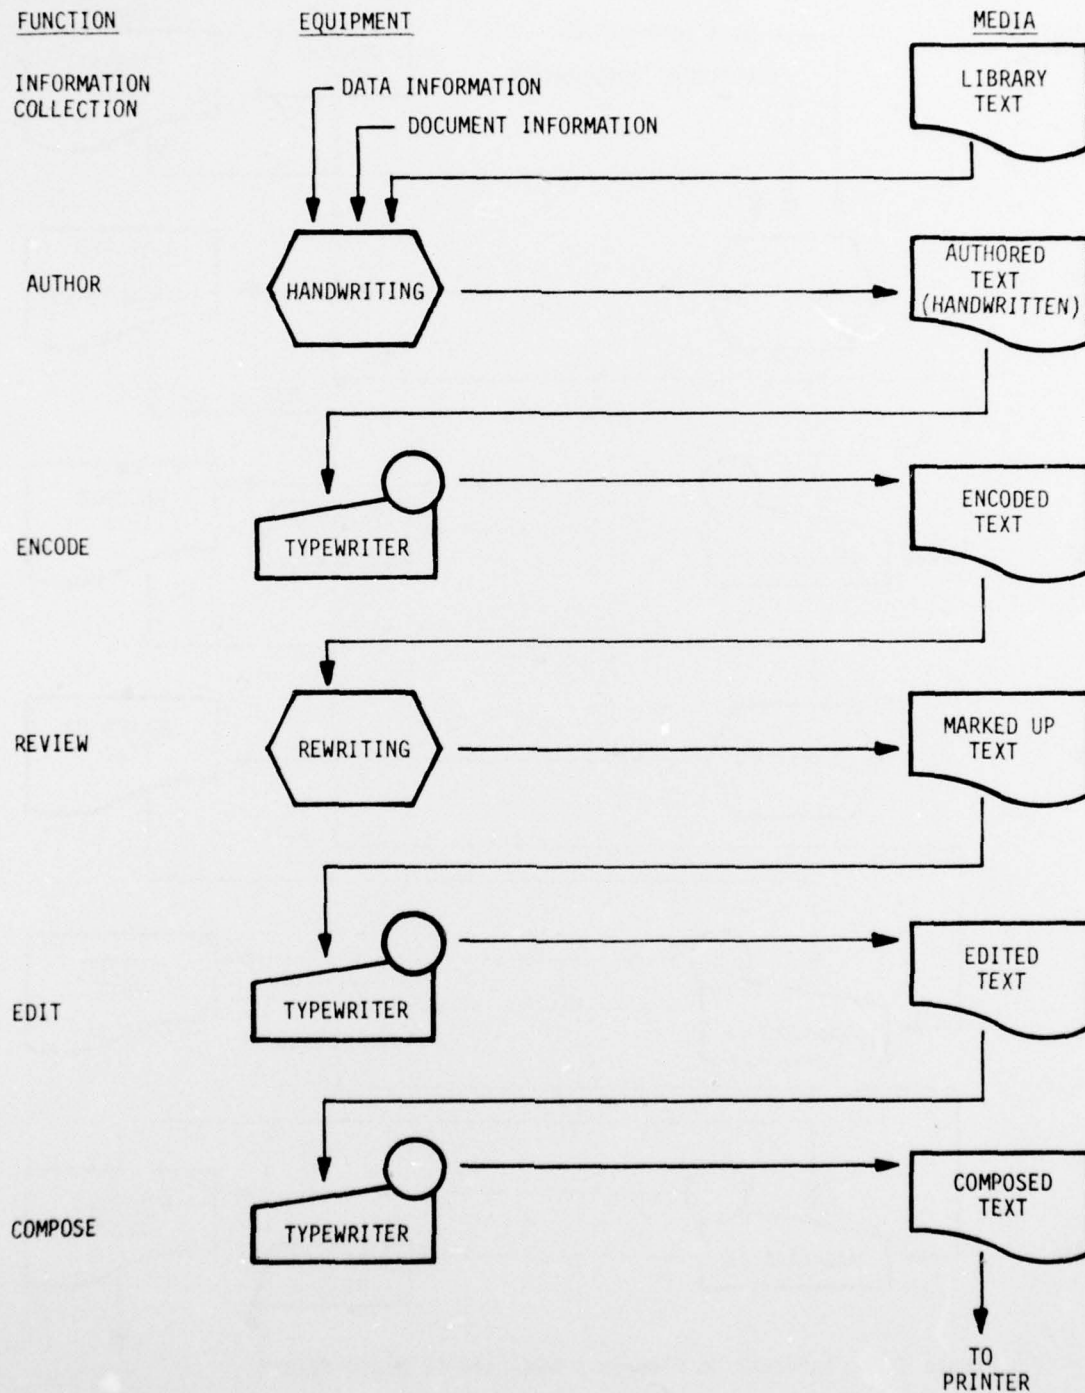 FUNCTION EQUIPMENT MEDIA
INFORMATION
COLLECTION
DATA INFORMATION
DOCUMENT INFORMATION
LIBRARY
TEXT
AUTHOR
HANDWRITING
AUTHORED
TEXT
(HANDWRITTEN)
ENCODE
TYPEWRITER
ENCODED
TEXT
REVIEW
REWRITING
MARKED UP
TEXT
EDIT
TYPEWRITER
EDITED
TEXT
COMPOSE
TYPEWRITER
COMPOSED
TEXT
TO
PRINTER